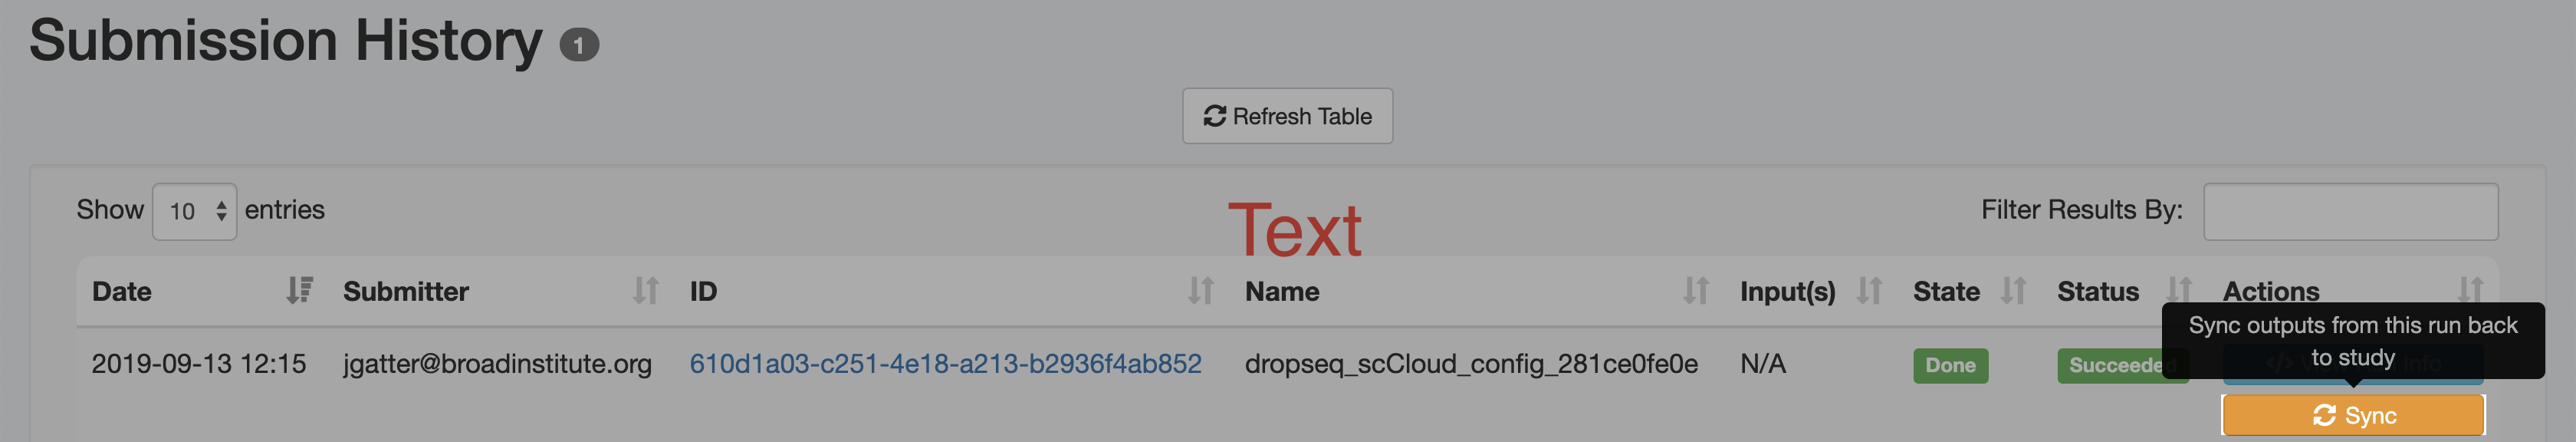 Submission History 1
Refresh Table
Show 10 entries
Text
Filter Results By:
Date Submitter ID Name Input(s) State Status Actions
Sync outputs from this run back to study
2019-09-13 12:15 jgatter@broadinstitute.org 610d1a03-c251-4e18-a213-b2936f4ab852 dropseq_scCloud_config_281ce0fe0e N/A Done Succeeded
Sync